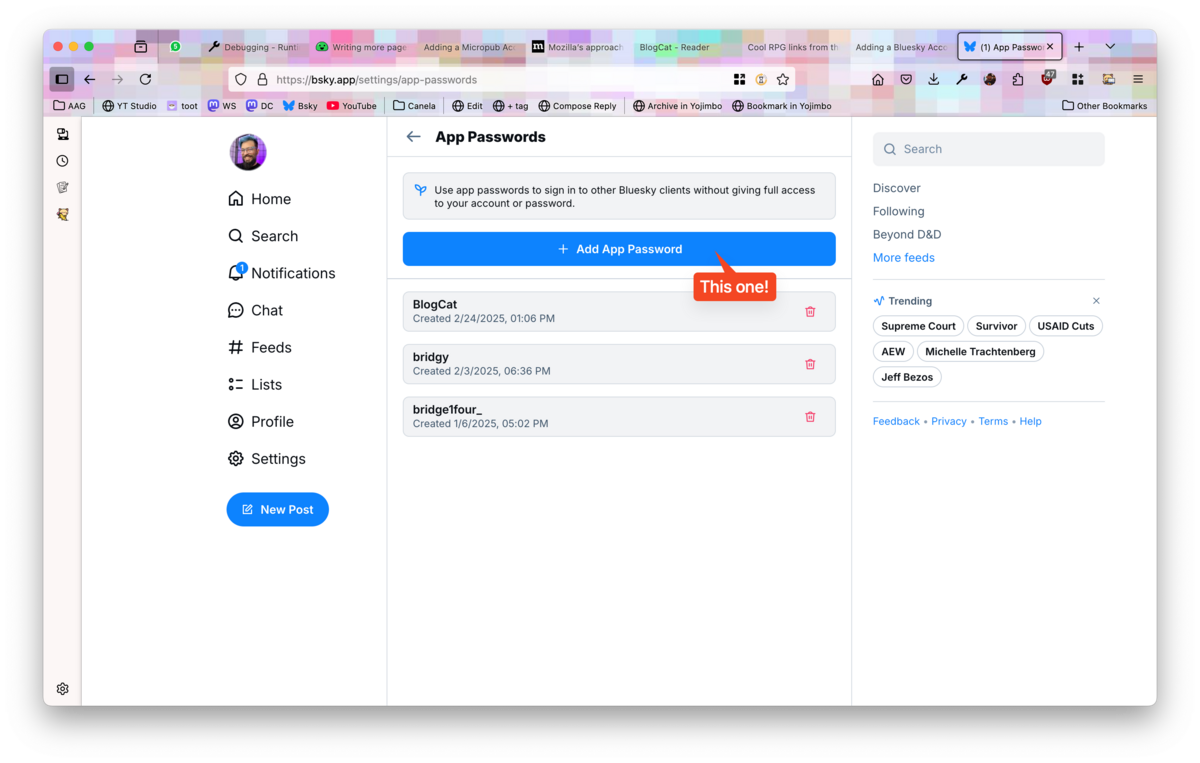 Debugging - Runt
Writing more page
Adding a Micropub Ac
m
Mozilla's approach
BlogCat - Reader
Cool RPG links from th
Adding a Bluesky Acc
(1) App Passwo
https://bsky.app/settings/app-passwords
AAG
YT Studio
toot
WS
DC
Bsky
YouTube
Canela
Edit
+ tag
Compose Reply
Archive in Yojimbo
Bookmark in Yojimbo
Other Bookmarks
Home
Search
1
Notifications
Chat
Feeds
Lists
Profile
Settings
New Post
App Passwords
Use app passwords to sign in to other Bluesky clients without giving full access
to your account or password.
+ Add App Password
This one!
BlogCat
Created 2/24/2025, 01:06 PM
bridgy
Created 2/3/2025, 06:36 PM
bridge1four_
Created 1/6/2025, 05:02 PM
Search
Discover
Following
Beyond D&D
More feeds
Trending
Supreme Court
Survivor
USAID Cuts
AEW
Michelle Trachtenberg
Jeff Bezos
Feedback • Privacy • Terms • Help